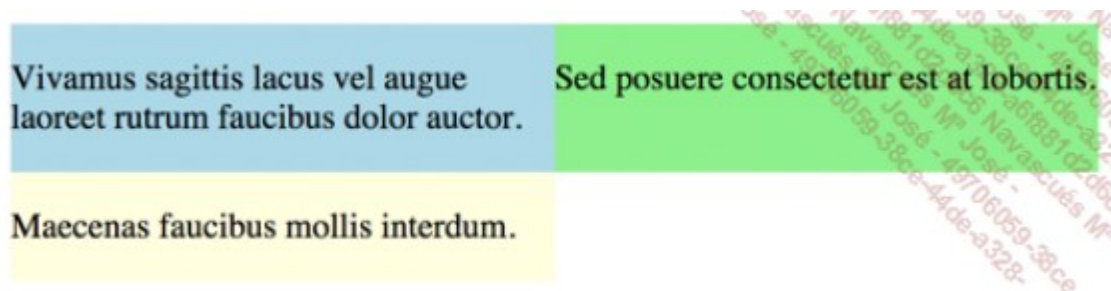 Vivamus sagittis lacus vel augue
laoreet rutrum faucibus dolor auctor.
Sed posuere consectetur est at lobortis.
Maecenas faucibus mollis interdum.